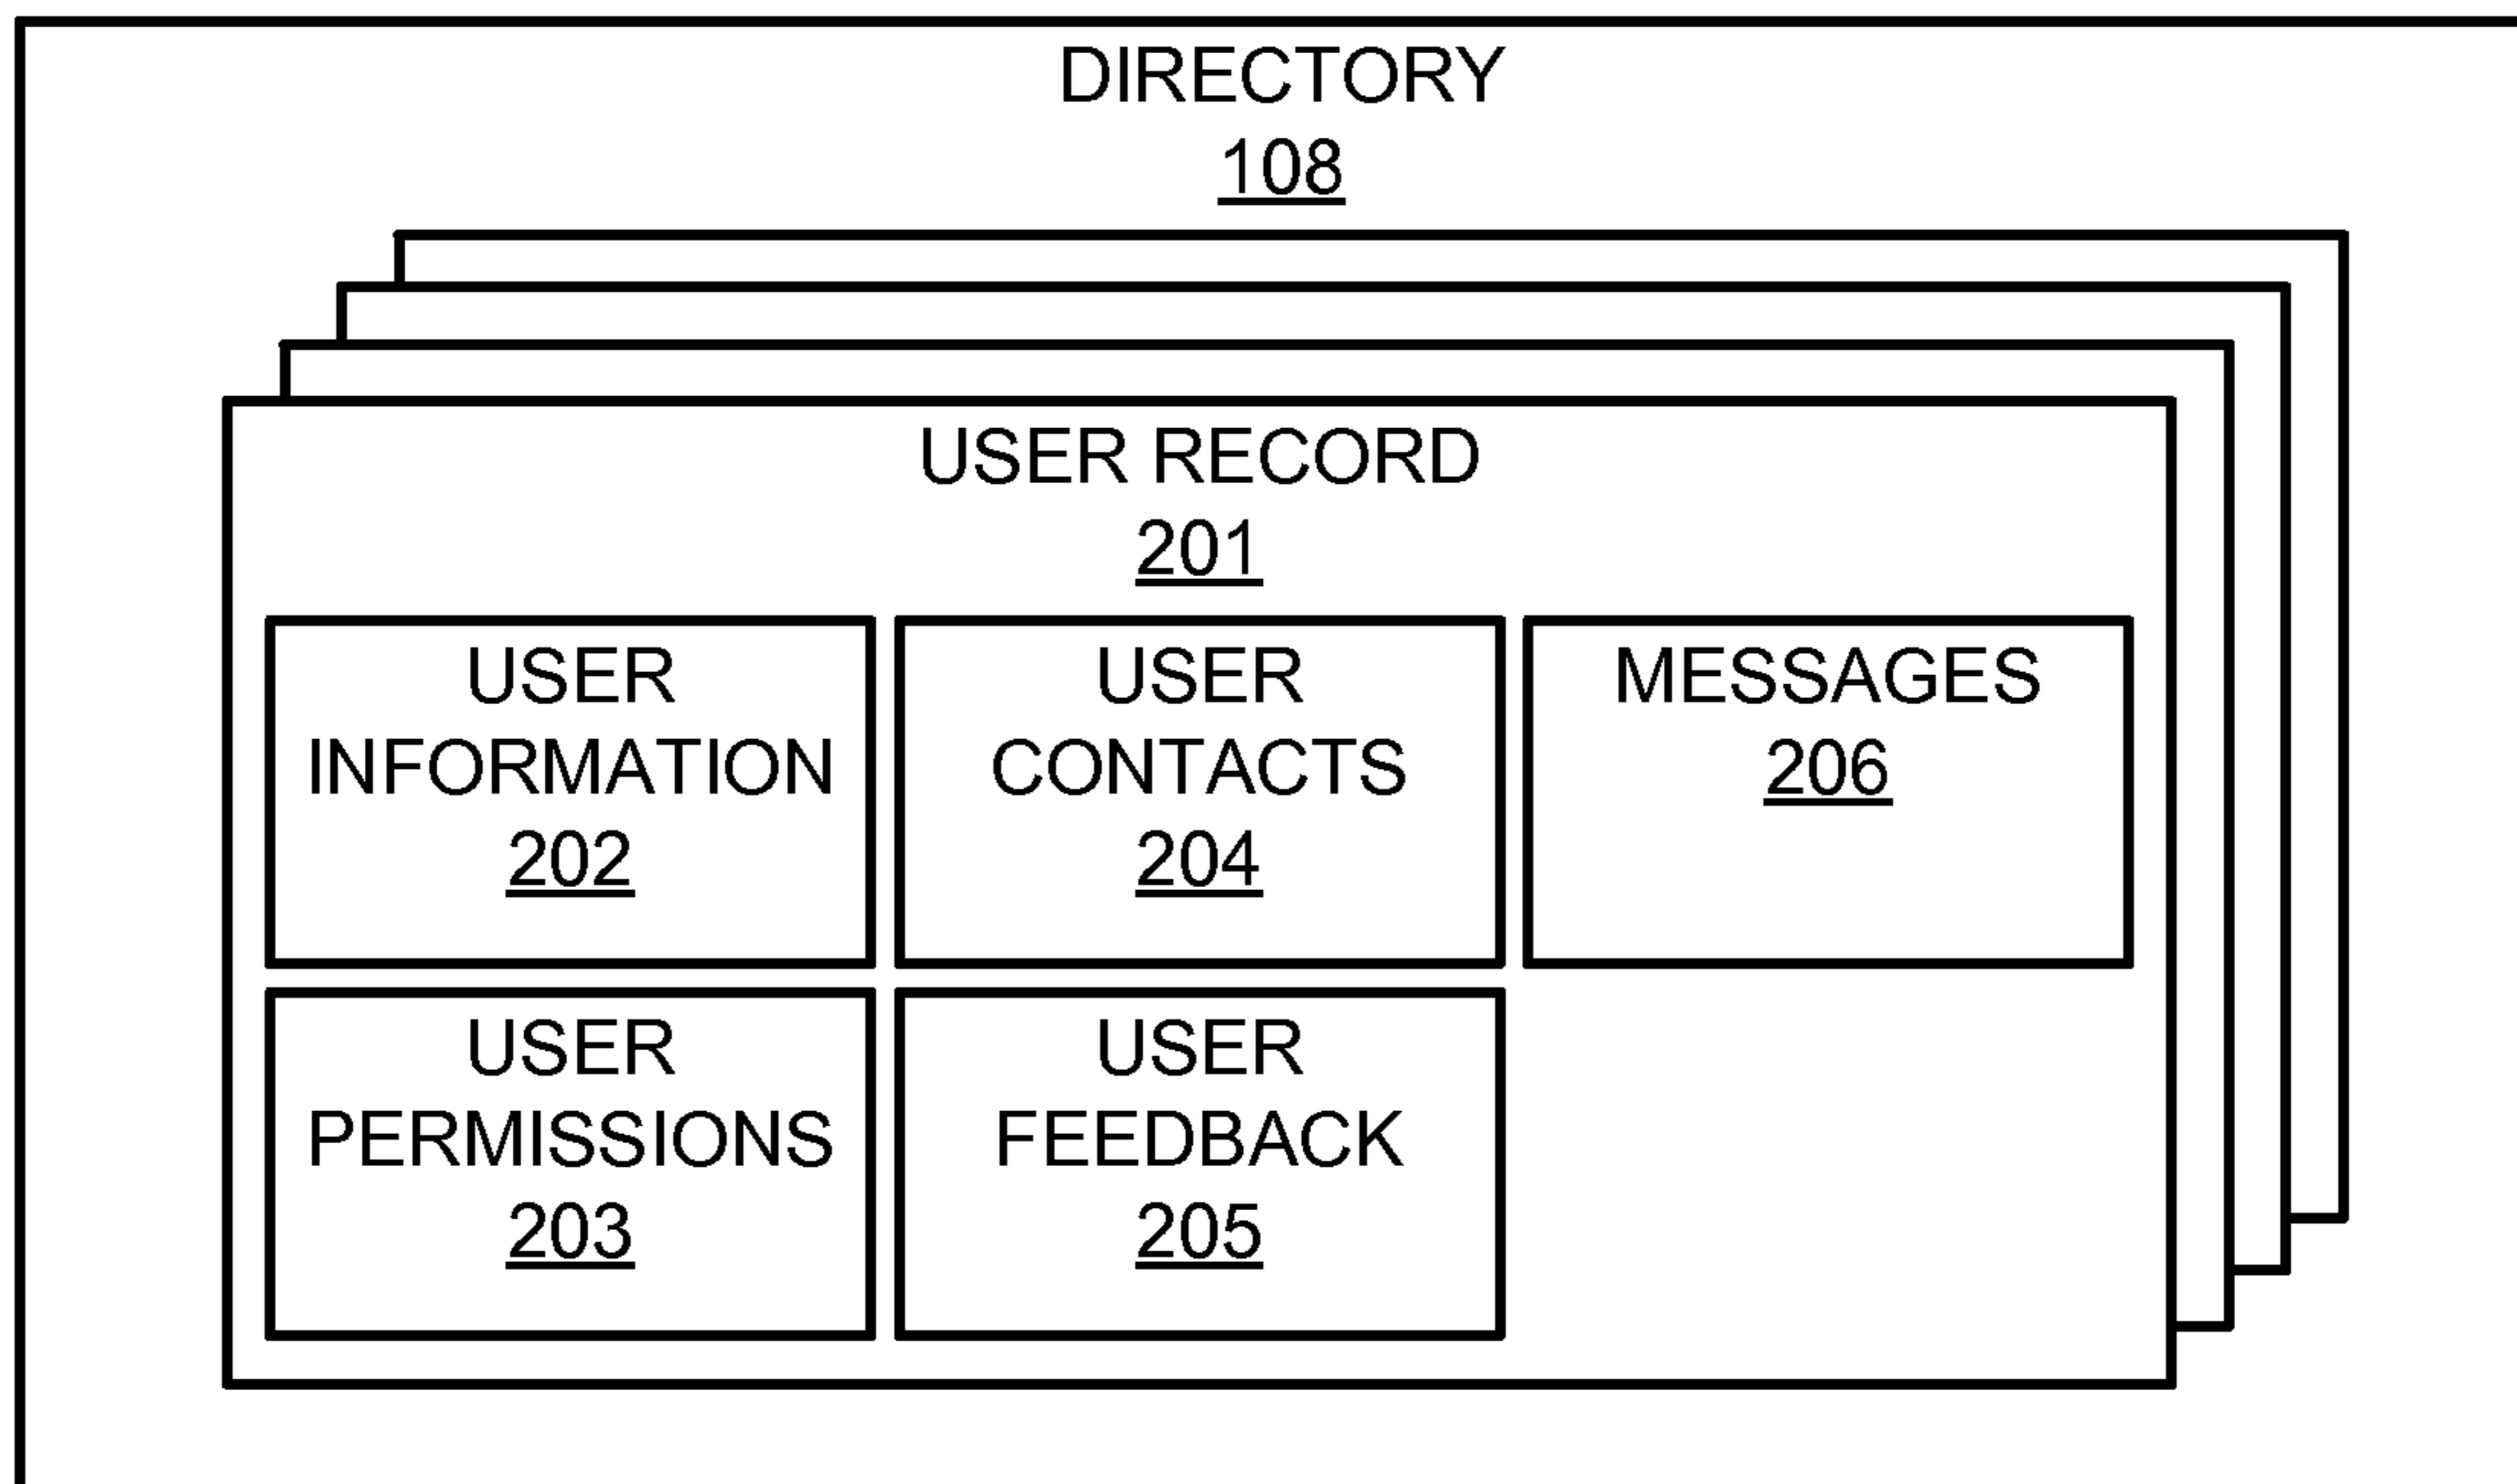 DIRECTORY
108
USER RECORD
201
USER
INFORMATION
202
USER
CONTACTS
204
MESSAGES
206
USER
PERMISSIONS
203
USER
FEEDBACK
205